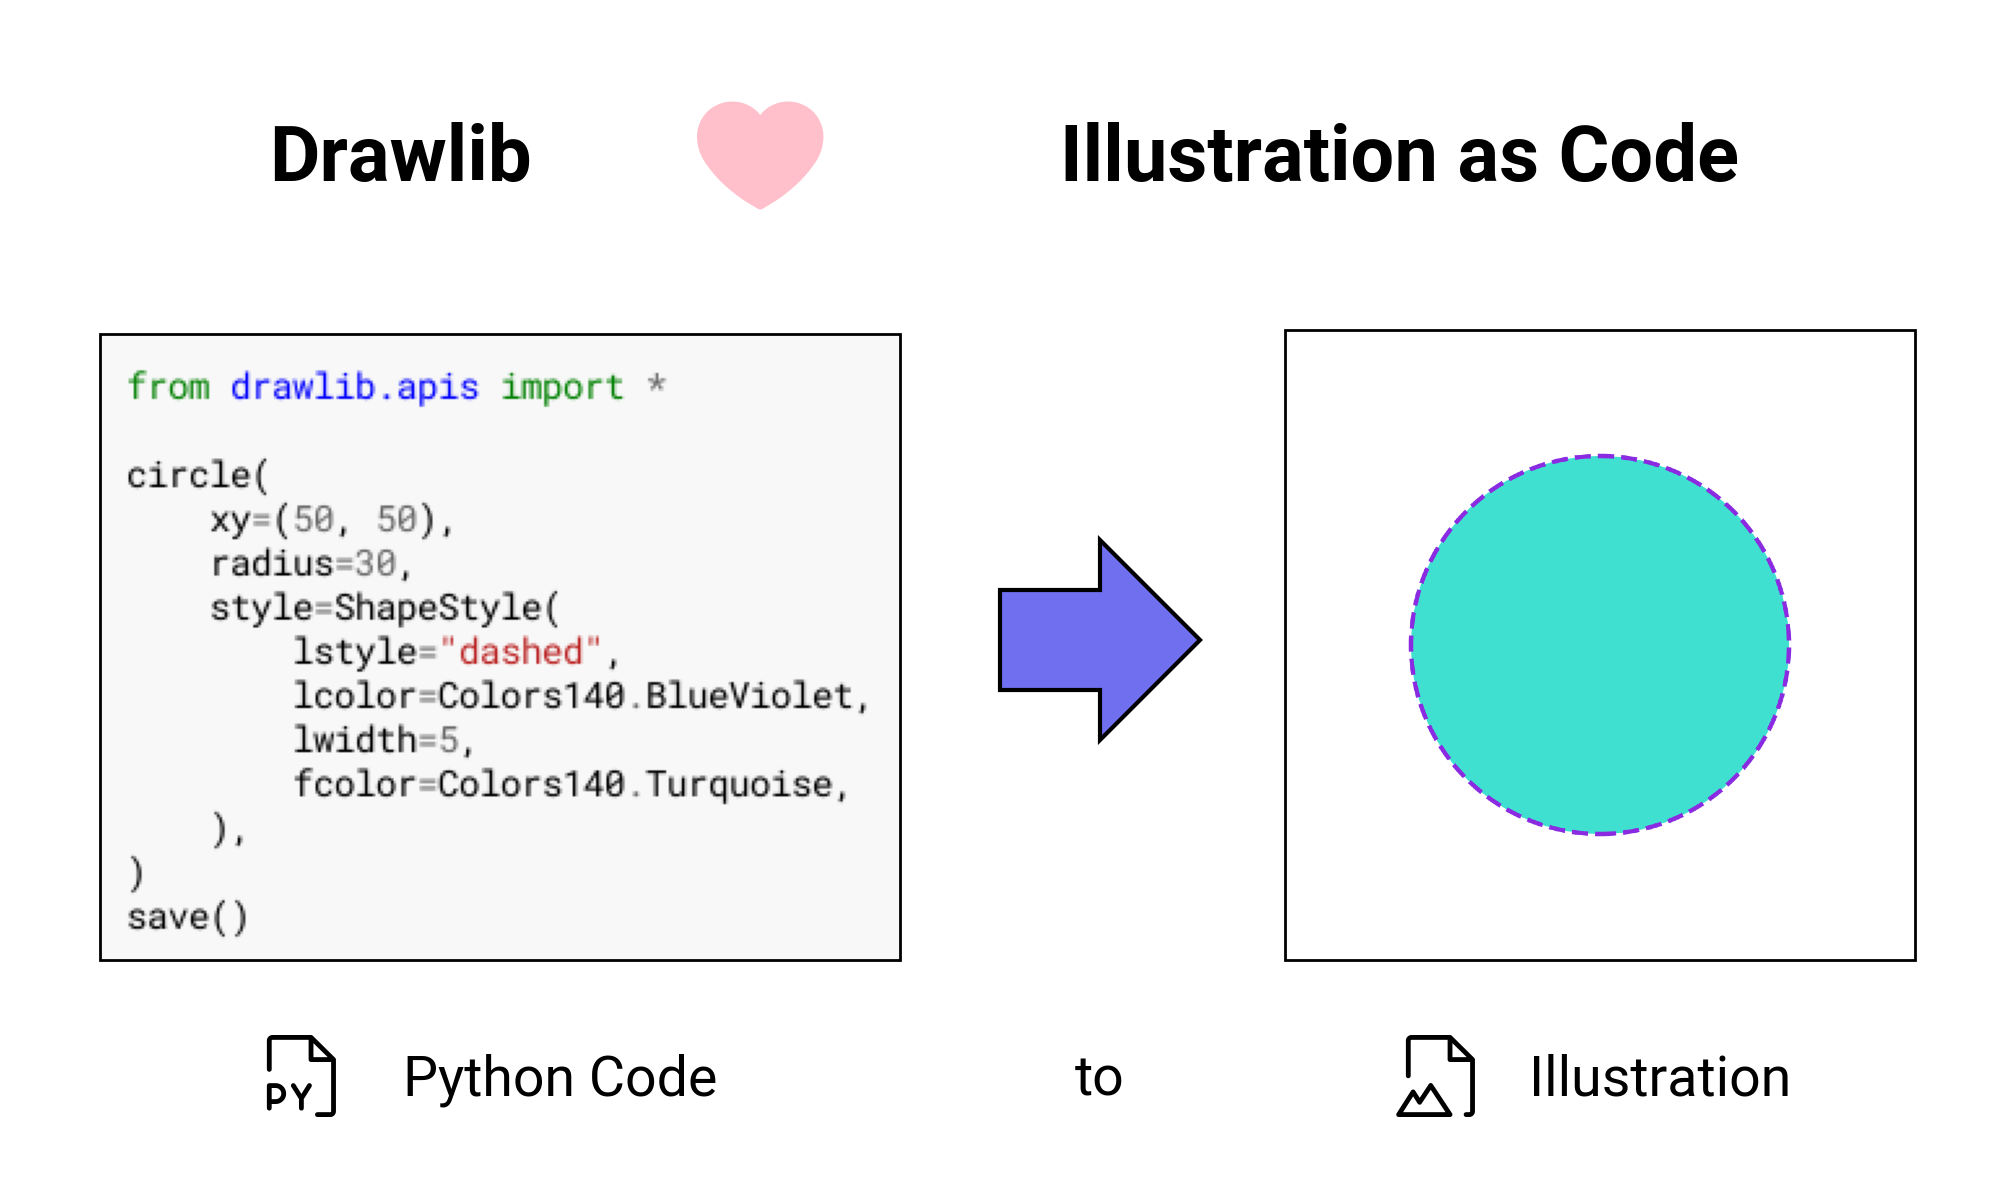 Drawlib
Illustration as Code
from drawlib.apis import *
circle(
    xy=(50, 50),
    radius=30,
    style=ShapeStyle(
        lstyle="dashed",
        lcolor=Colors140.BlueViolet,
        lwidth=5,
        fcolor=Colors140.Turquoise,
    ),
)
save()
PY
Python Code
to
Illustration